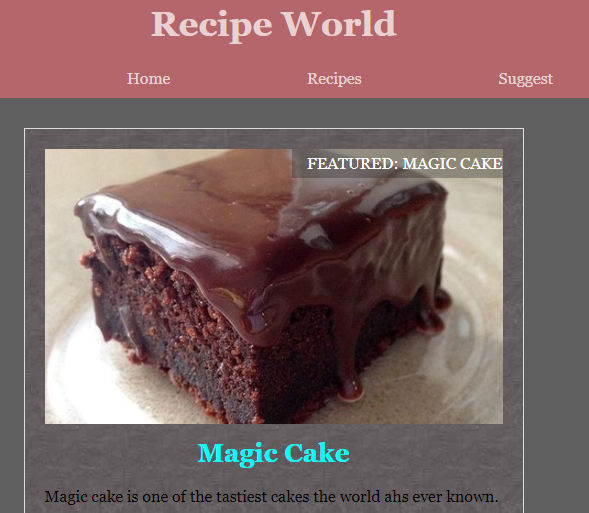 Recipe World
Home Recipes Suggest
FEATURED: MAGIC CAKE
Magic Cake
Magic cake is one of the tastiest cakes the world ahs ever known.